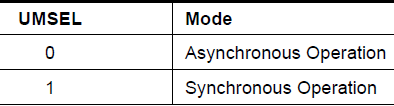 UMSEL Mode
0 Asynchronous Operation
1 Synchronous Operation